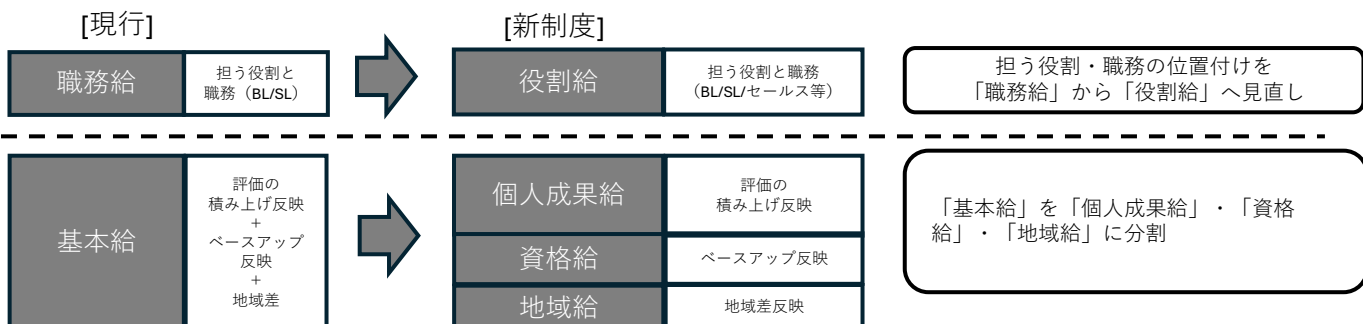 [現行]
[新制度]
職務給
担う役割と
職務（BL/SL）
役割給
担う役割と職務
（BL/SL/セールス等）
担う役割・職務の位置付けを
「職務給」から「役割給」へ見直し
基本給
評価の
積み上げ反映
+
ベースアップ
反映
+
地域差
個人成果給
評価の
積み上げ反映
資格給
ベースアップ反映
地域給
地域差反映
「基本給」を「個人成果給」・「資格
給」・「地域給」に分割